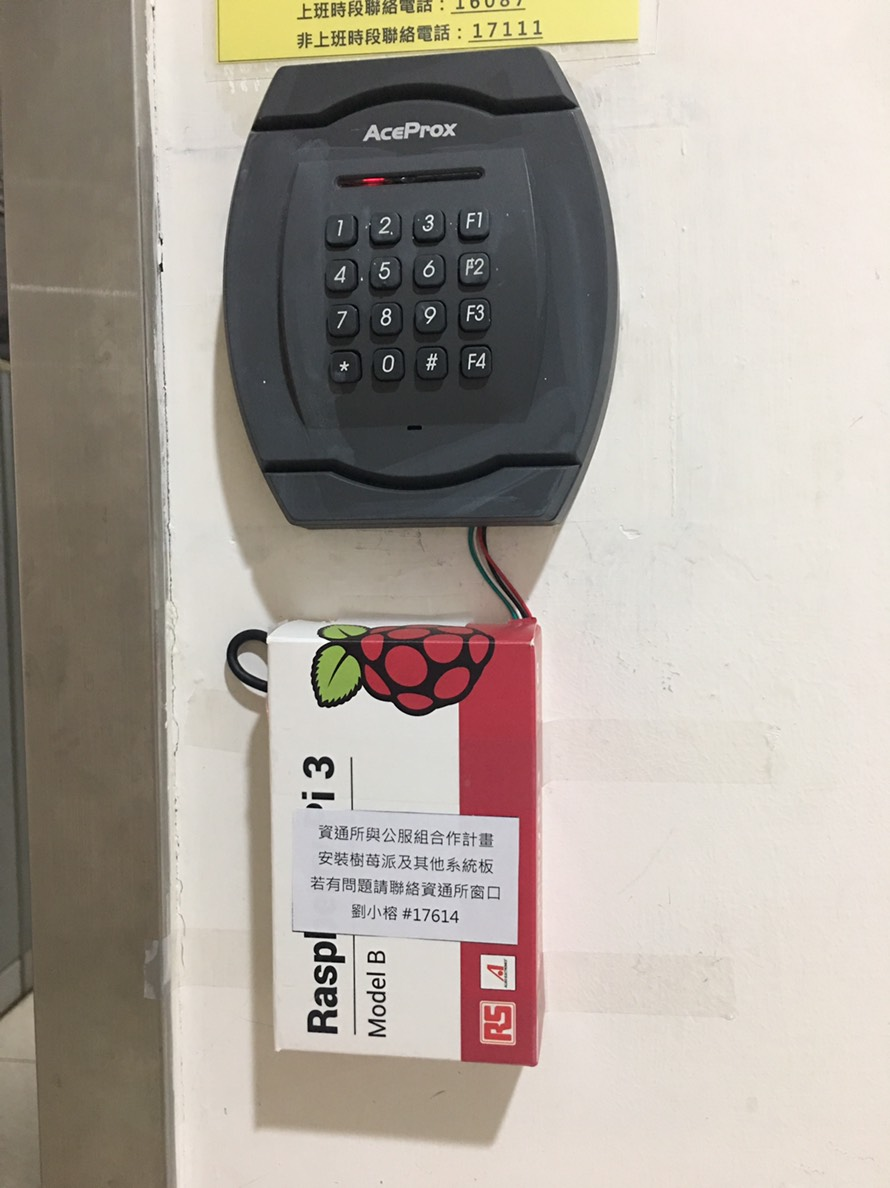 上班時段聯絡電話：16087
非上班時段聯絡電話：17111
AceProx
1 2 3 F1
4 5 6 F2
7 8 9 F3
* 0 # F4
資通所與公服組合作計畫
安裝樹苺派及其他系統板
若有問題請聯絡資通所窗口
劉小榕 #17614
Model B
RS